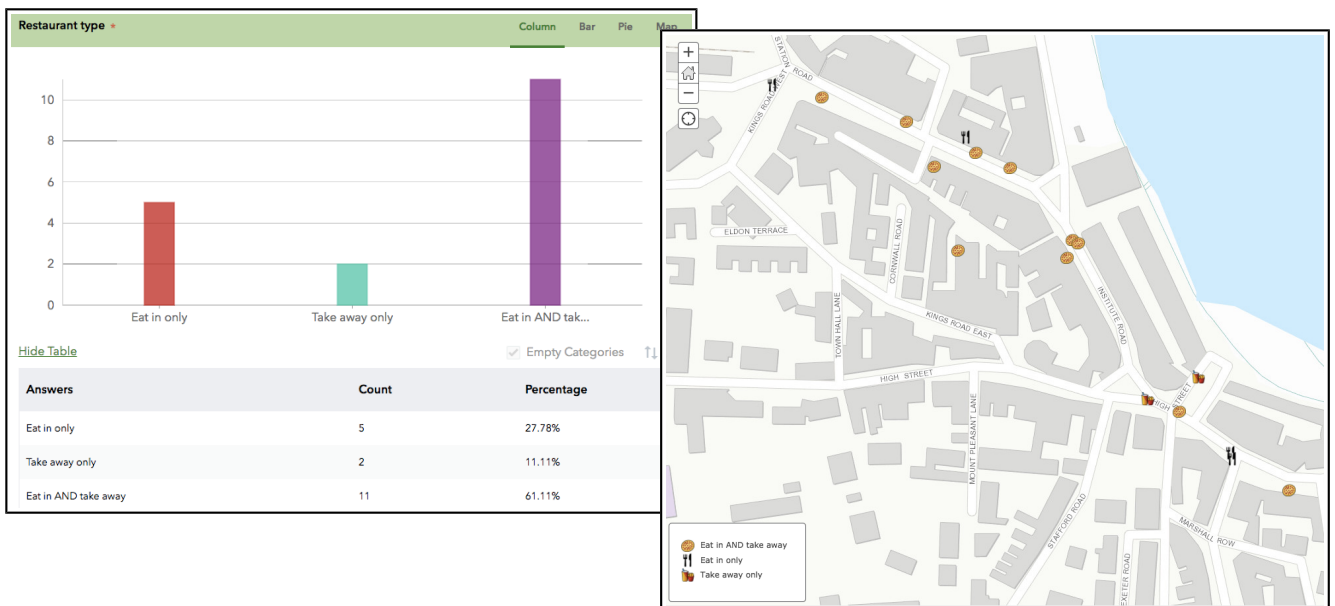 Restaurant type *
Column Bar Pie Map
10
8
6
4
2
0
Eat in only Take away only Eat in AND tak...
Hide Table
Empty Categories
Answers Count Percentage
Eat in only 5 27.78%
Take away only 2 11.11%
Eat in AND take away 11 61.11%
STATION ROAD
KINGS ROAD WEST
ELDON TERRACE
CORNWALL ROAD
TOWN HALL LANE
KINGS ROAD EAST
INSTITUTE ROAD
HIGH STREET
HIGH STREET
MOUNT PLEASANT LANE
STAFFORD ROAD
MARSHALL ROW
EXETER ROAD
Eat in AND take away
Eat in only
Take away only